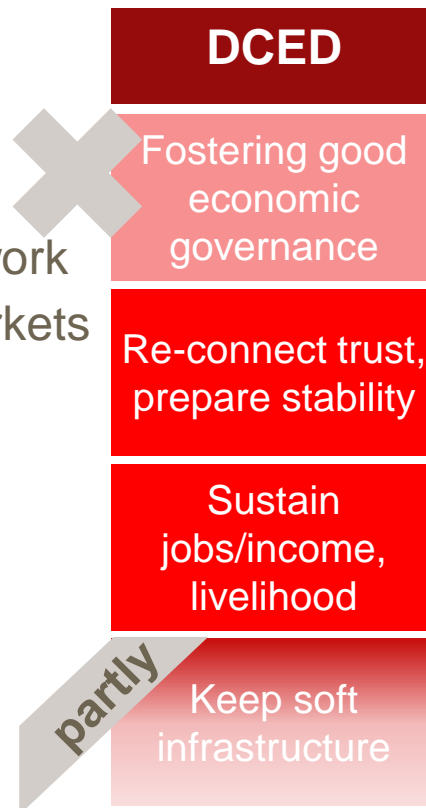 DCED
Fostering good
economic
governance
Re-connect trust,
prepare stability
Sustain
jobs/income,
livelihood
partly
Keep soft
infrastructure